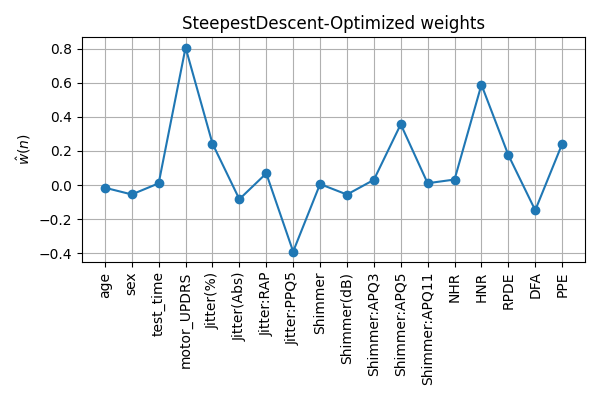 SteepestDescent-Optimized weights
ŵ(n)
0.8
0.6
0.4
0.2
0.0
−0.2
−0.4
age
sex
test_time
motor_UPDRS
Jitter(%)
Jitter(Abs)
Jitter:RAP
Jitter:PPQ5
Shimmer
Shimmer(dB)
Shimmer:APQ3
Shimmer:APQ5
Shimmer:APQ11
NHR
HNR
RPDE
DFA
PPE